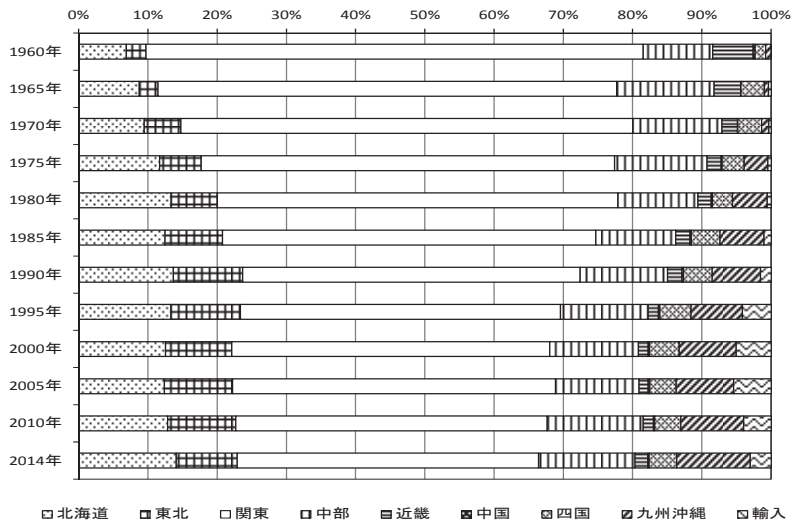 0% 10% 20% 30% 40% 50% 60% 70% 80% 90% 100%
1960年
1965年
1970年
1975年
1980年
1985年
1990年
1995年
2000年
2005年
2010年
2014年
北海道 東北 関東 中部 近畿 中国 四国 九州沖縄 輸入